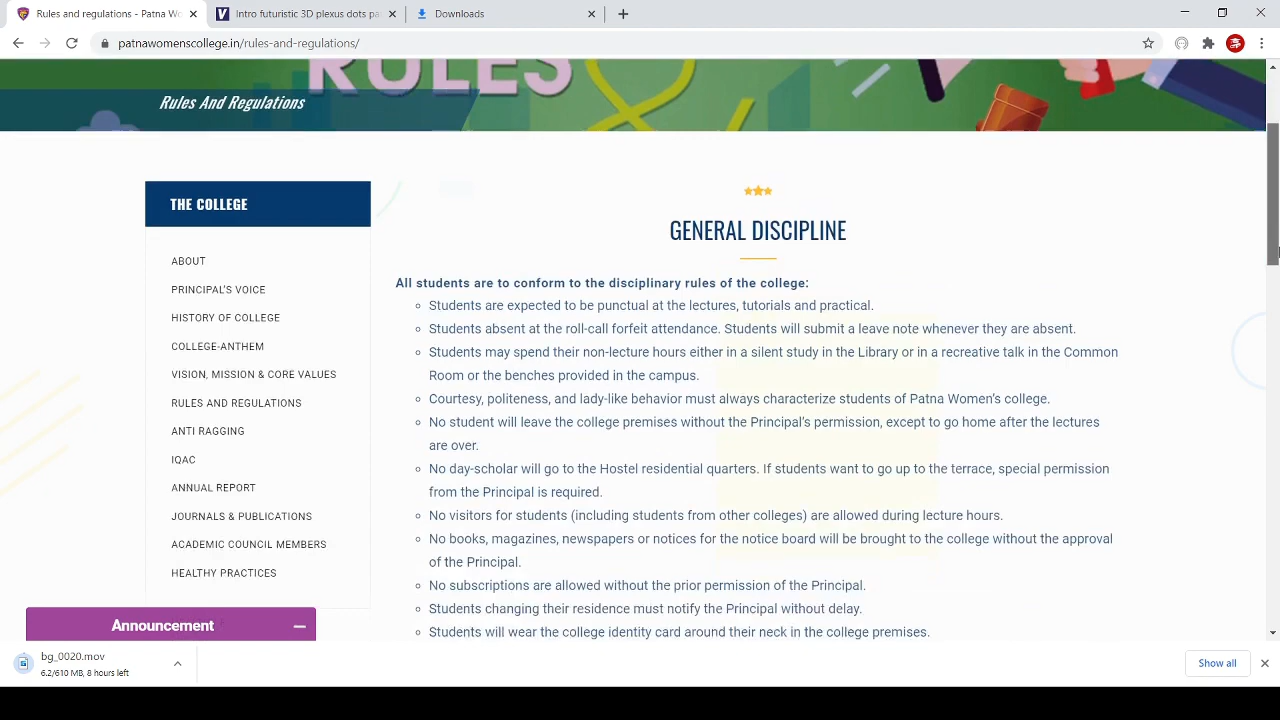 Rules and regulations - Patna Wo
Intro futuristic 3D plexus dots pa
Downloads
patnawomenscollege.in/rules-and-regulations/
RULES
Rules And Regulations
THE COLLEGE
ABOUT
PRINCIPAL'S VOICE
HISTORY OF COLLEGE
COLLEGE-ANTHEM
VISION, MISSION & CORE VALUES
RULES AND REGULATIONS
ANTI RAGGING
IQAC
ANNUAL REPORT
JOURNALS & PUBLICATIONS
ACADEMIC COUNCIL MEMBERS
HEALTHY PRACTICES
GENERAL DISCIPLINE
All students are to conform to the disciplinary rules of the college:
Students are expected to be punctual at the lectures, tutorials and practical.
Students absent at the roll-call forfeit attendance. Students will submit a leave note whenever they are absent.
Students may spend their non-lecture hours either in a silent study in the Library or in a recreative talk in the Common
Room or the benches provided in the campus.
Courtesy, politeness, and lady-like behavior must always characterize students of Patna Women's college.
No student will leave the college premises without the Principal's permission, except to go home after the lectures
are over.
No day-scholar will go to the Hostel residential quarters. If students want to go up to the terrace, special permission
from the Principal is required.
No visitors for students (including students from other colleges) are allowed during lecture hours.
No books, magazines, newspapers or notices for the notice board will be brought to the college without the approval
of the Principal.
No subscriptions are allowed without the prior permission of the Principal.
Students changing their residence must notify the Principal without delay.
Students will wear the college identity card around their neck in the college premises.
Announcement
bg_0020.mov
6.2/610 MB, 8 hours left
Show all